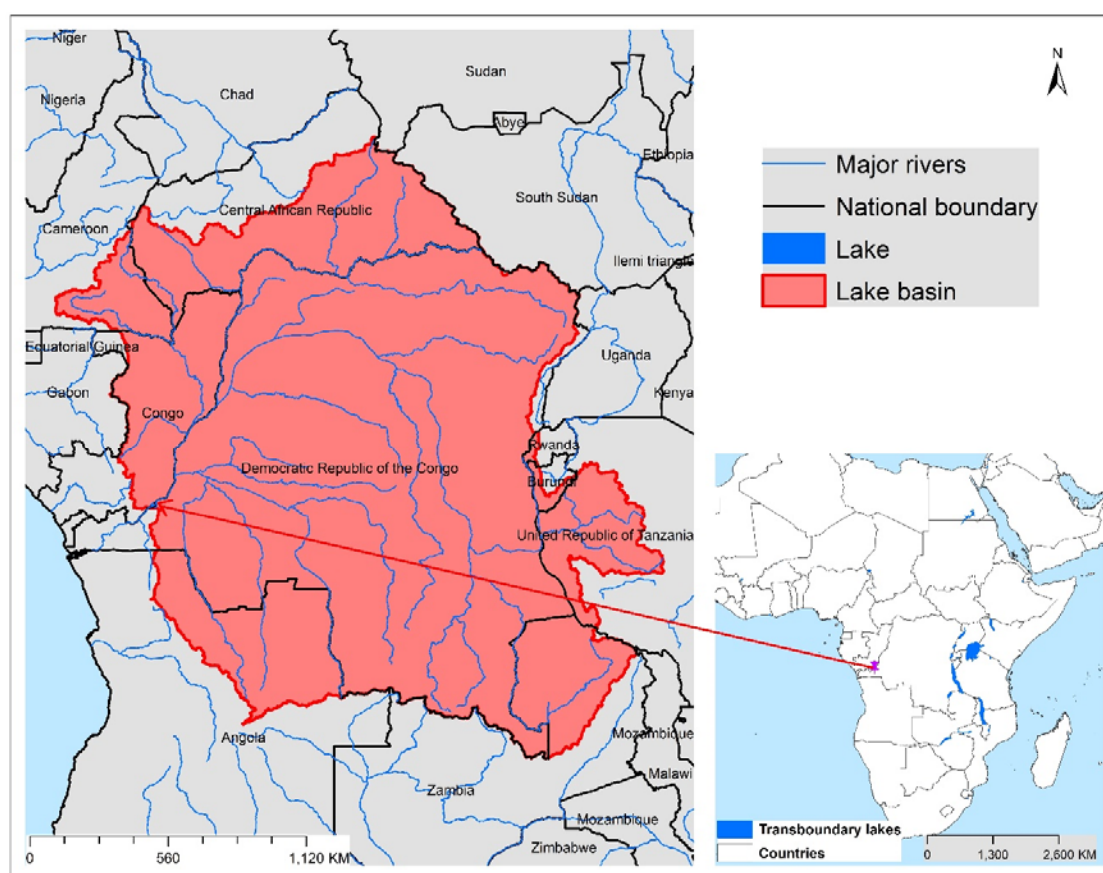 Niger
Sudan
Chad
Nigeria
Abye
Ethiopia
South Sudan
Central African Republic
Cameroon
Ilemi triangle
Equatorial Guinea
Uganda
Gabon
Kenya
Congo
Rwanda
Democratic Republic of the Congo
Burundi
United Republic of Tanzania
Angola
Mozambique
Malawi
Zambia
Mozambique
Zimbabwe
0 560 1,120 KM
N
Major rivers
National boundary
Lake
Lake basin
Transboundary lakes
Countries
0 1,300 2,600 KM